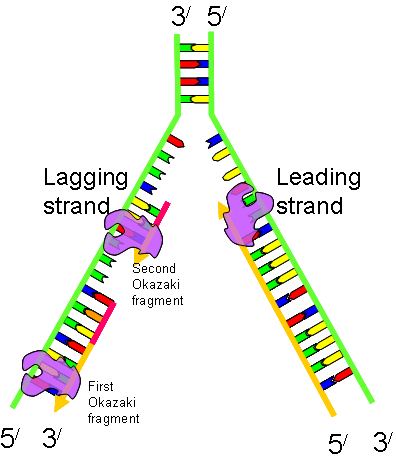 3/ 5/
Lagging
strand
Leading
strand
Second
Okazaki
fragment
First
Okazaki
fragment
5/ 3/
5/ 3/